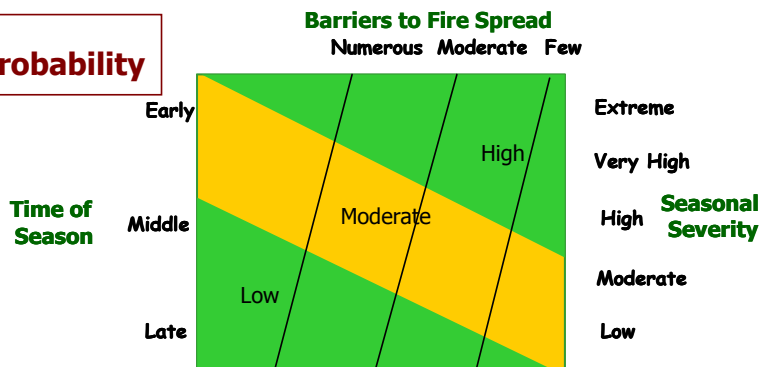 Barriers to Fire Spread
Numerous Moderate Few
Early
Extreme
High
Very High
Time of
Season
Middle
Moderate
High
Seasonal
Severity
Moderate
Low
Late
Low